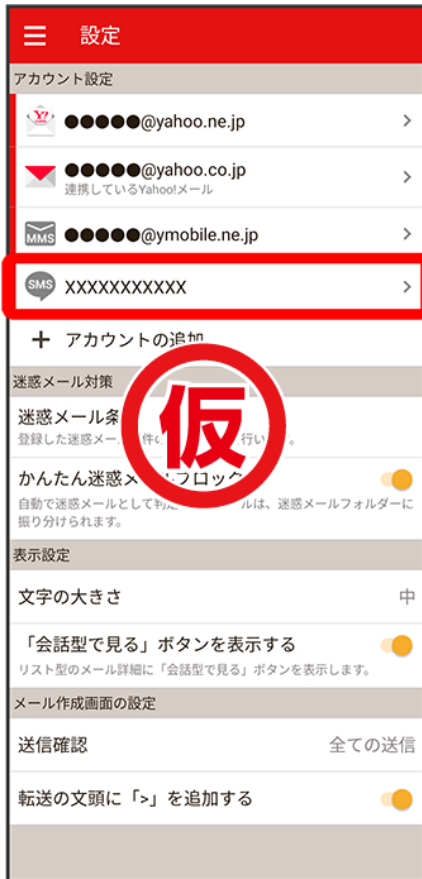 設定
アカウント設定
●●●●●@yahoo.ne.jp
●●●●●@yahoo.co.jp
連携しているYahoo!メール
MMS ●●●●●@ymobile.ne.jp
SMS XXXXXXXXXXX
+ アカウントの追加
迷惑メール対策
迷惑メール条
登録した迷惑メー 行い 。
仮
かんたん迷惑メールブロック
自動で迷惑メールとして判定 ルは、迷惑メールフォルダーに
振り分けられます。
表示設定
文字の大きさ 中
「会話型で見る」ボタンを表示する
リスト型のメール詳細に「会話型で見る」ボタンを表示します。
メール作成画面の設定
送信確認 全ての送信
転送の文頭に「>」を追加する